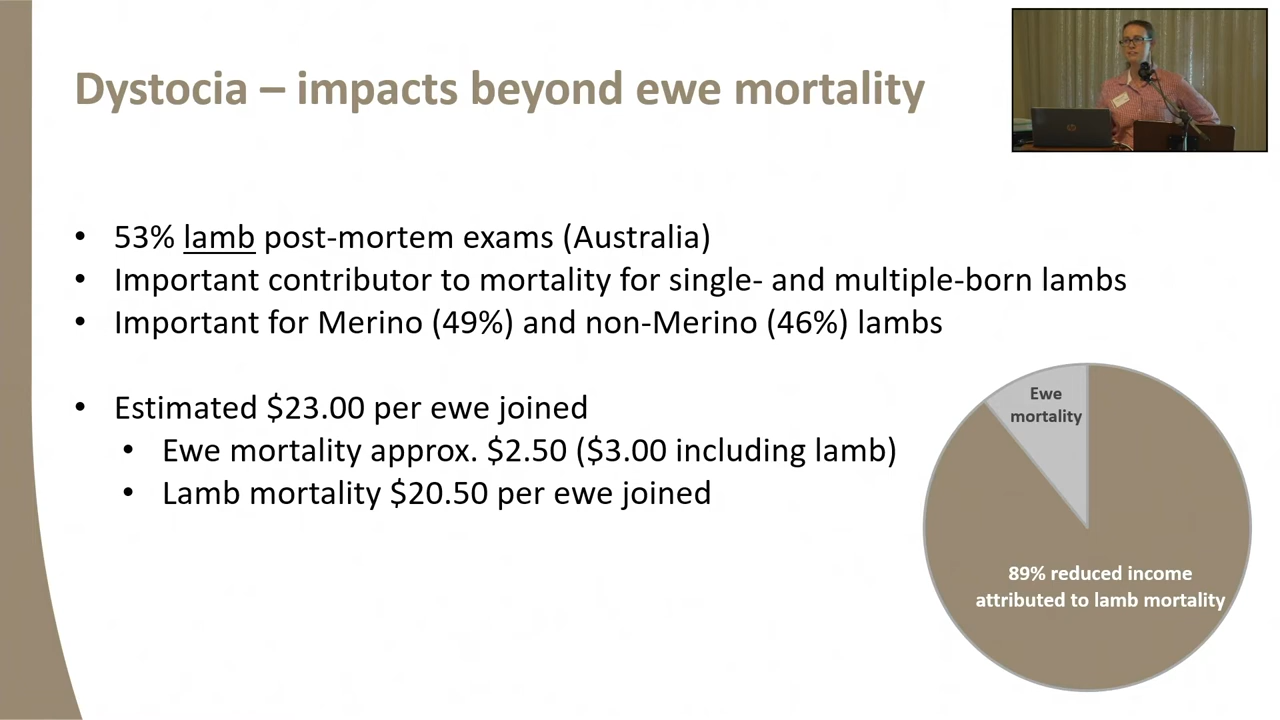 Dystocia – impacts beyond ewe mortality
• 53% lamb post-mortem exams (Australia)
• Important contributor to mortality for single- and multiple-born lambs
• Important for Merino (49%) and non-Merino (46%) lambs
• Estimated $23.00 per ewe joined
• Ewe mortality approx. $2.50 ($3.00 including lamb)
• Lamb mortality $20.50 per ewe joined
Ewe
mortality
89% reduced income
attributed to lamb mortality